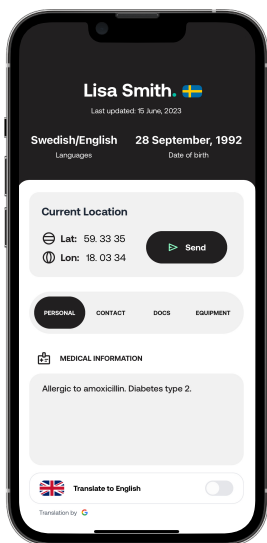 Lisa Smith.
Last updated: 15 June, 2023
Swedish/English 28 September, 1992
Languages Date of birth
Current Location
Lat: 59. 33 35
Lon: 18. 03 34
Send
PERSONAL CONTACT DOCS EQUIPMENT
MEDICAL INFORMATION
Allergic to amoxicillin. Diabetes type 2.
Translate to English
Translation by G